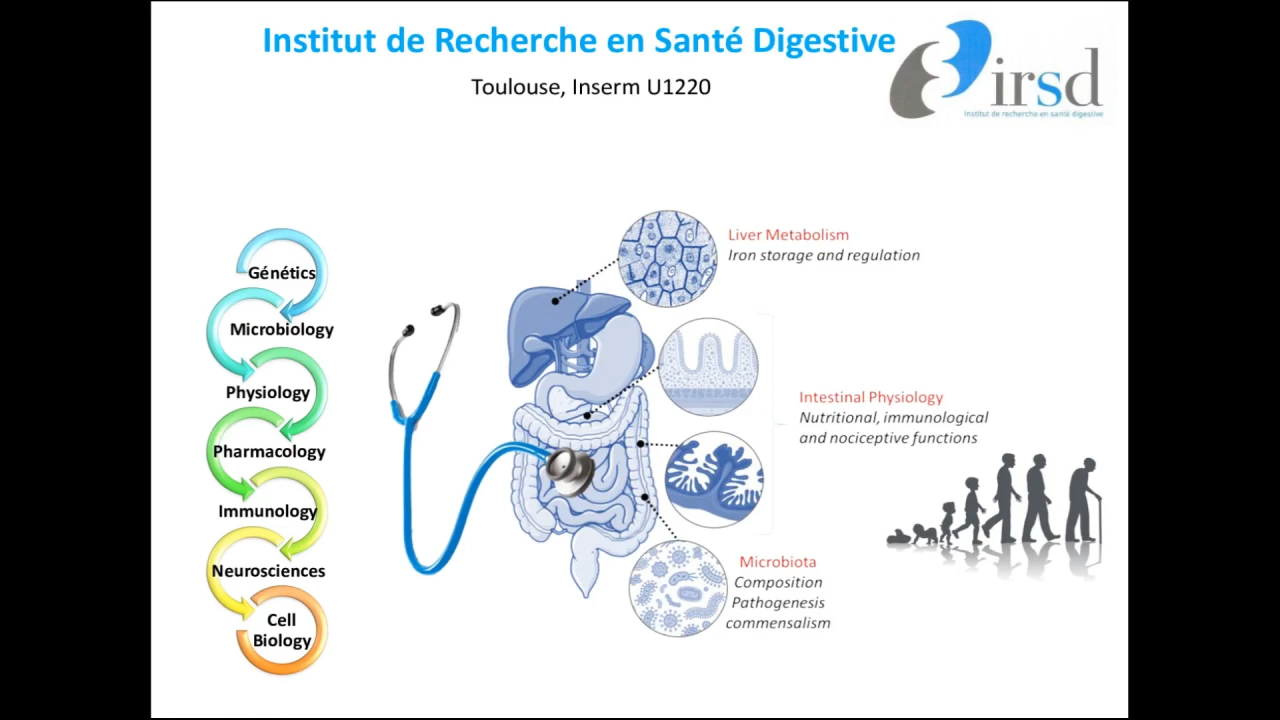 Institut de Recherche en Santé Digestive
Toulouse, Inserm U1220
irsd
Institut de recherche en santé digestive
Génétics
Microbiology
Physiology
Pharmacology
Immunology
Neurosciences
Cell
Biology
Liver Metabolism
Iron storage and regulation
Intestinal Physiology
Nutritional, immunological
and nociceptive functions
Microbiota
Composition
Pathogenesis
commensalism